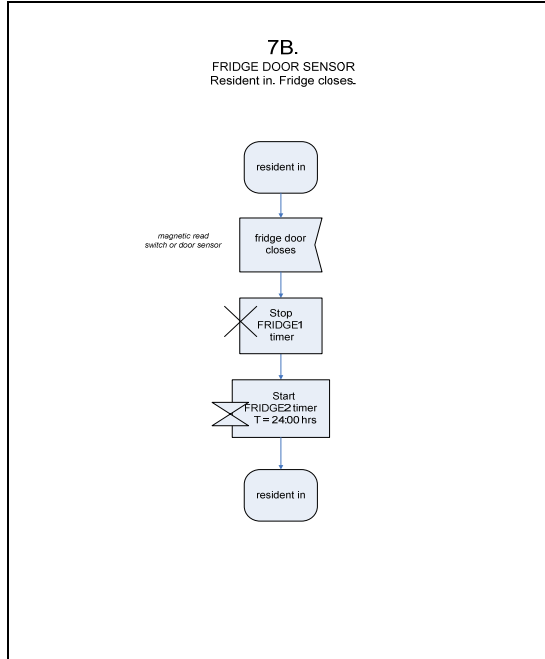 7B.
FRIDGE DOOR SENSOR
Resident in. Fridge closes.
resident in
magnetic read
switch or door sensor
fridge door
closes
Stop
FRIDGE1
timer
Start
FRIDGE2 timer
T = 24:00 hrs
resident in